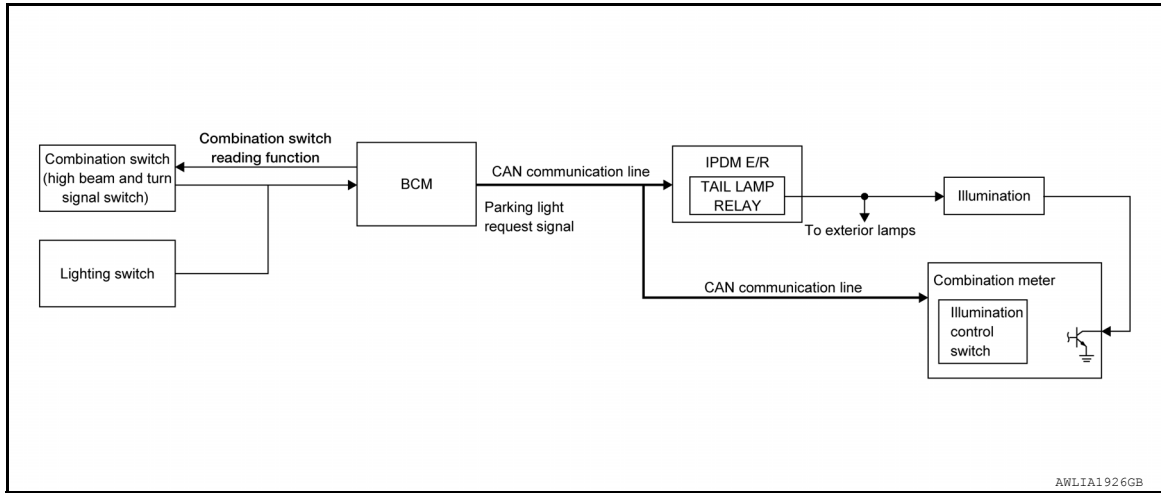 Combination switch
reading function
Combination switch
(high beam and turn
signal switch)
BCM
CAN communication line
Parking light
request signal
IPDM E/R
TAIL LAMP
RELAY
To exterior lamps
Illumination
Lighting switch
CAN communication line
Combination meter
Illumination
control
switch
AWLIA1926GB